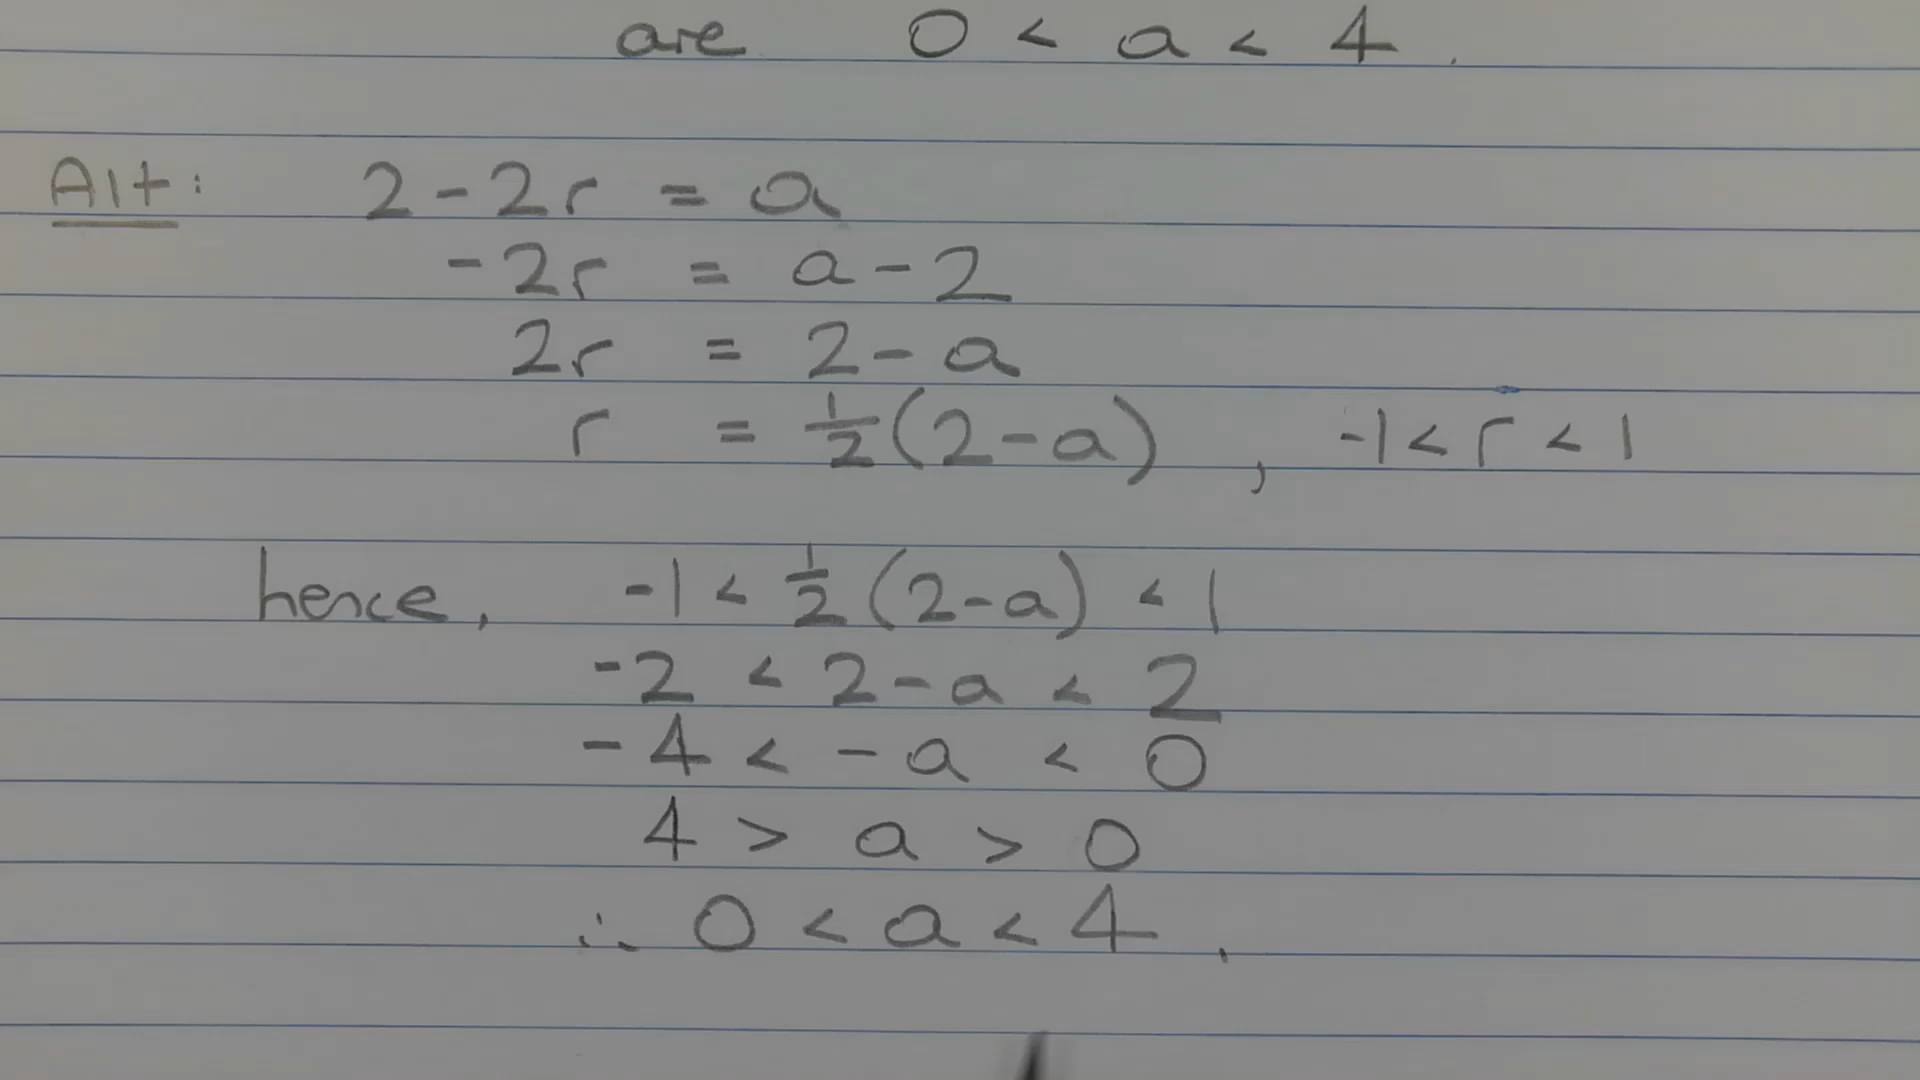 are 0 < a < 4.
Alt: 2 - 2r = a
-2r = a - 2
2r = 2 - a
r = ½(2 - a) , -1 < r < 1
hence, -1 < ½(2 - a) < 1
-2 < 2 - a < 2
-4 < -a < 0
4 > a > 0
∴ 0 < a < 4.